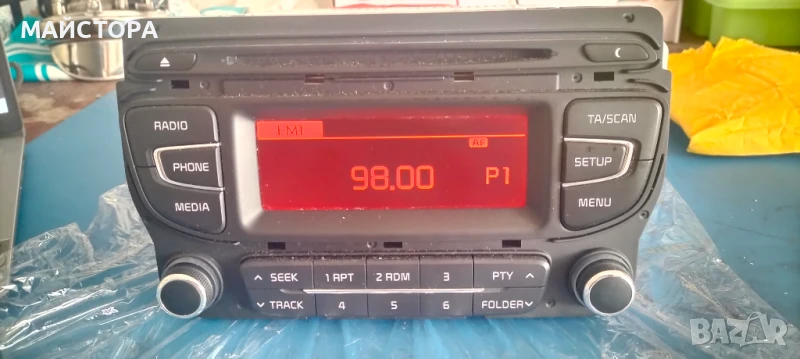 МАЙСТОРА
RADIO
TA/SCAN
FM1
AF
PHONE
98.00
P1
SETUP
MEDIA
MENU
SEEK
1 RPT
2 RDM
3
PTY
TRACK
4
5
6
FOLDER
BAZAR